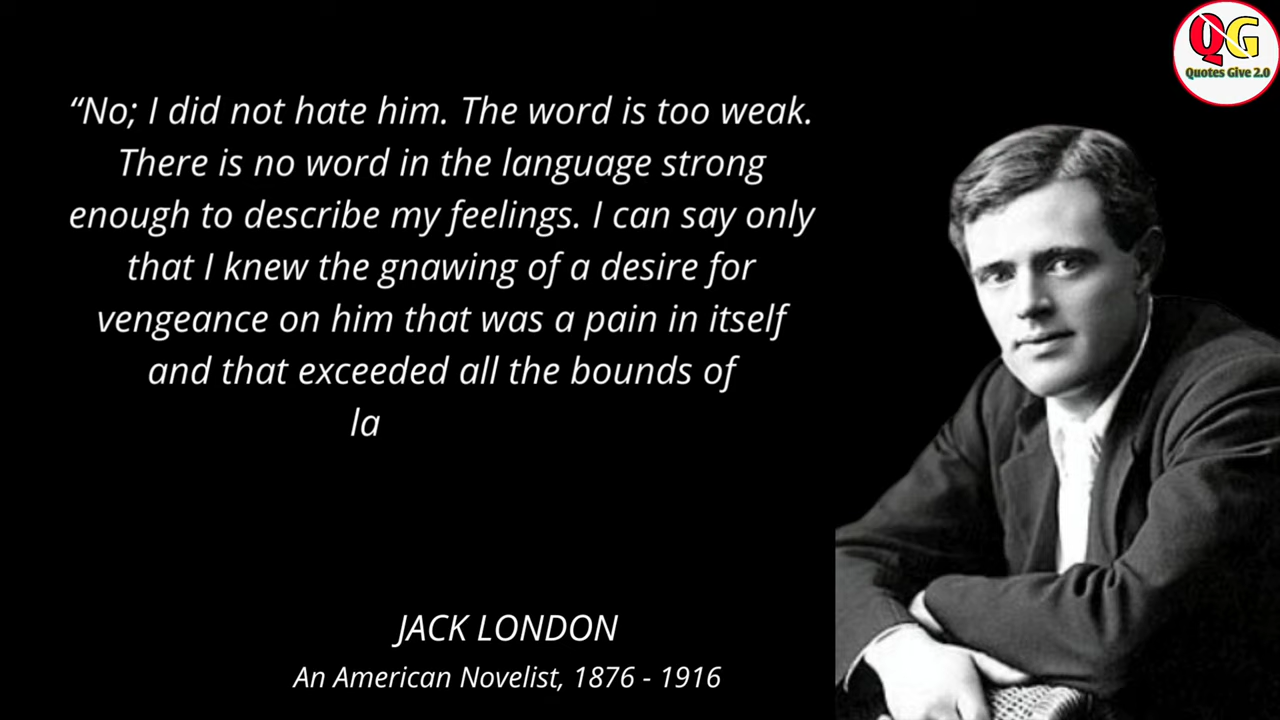 QG
Quotes Give 2.0
“No; I did not hate him. The word is too weak.
There is no word in the language strong
enough to describe my feelings. I can say only
that I knew the gnawing of a desire for
vengeance on him that was a pain in itself
and that exceeded all the bounds of
la
JACK LONDON
An American Novelist, 1876 - 1916